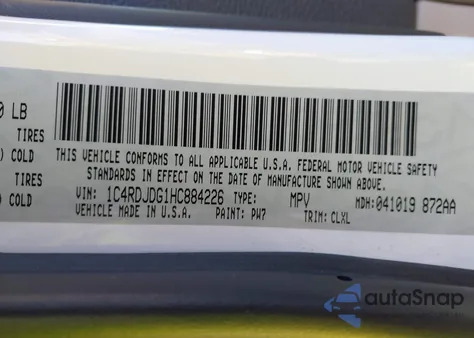 0 LB
TIRES
) COLD
TIRES
) COLD
THIS VEHICLE CONFORMS TO ALL APPLICABLE U.S.A. FEDERAL MOTOR VEHICLE SAFETY
STANDARDS IN EFFECT ON THE DATE OF MANUFACTURE SHOWN ABOVE.
VIN: 1C4RDJDG1HC884226 TYPE: MPV MDH: 041019 872AA
VEHICLE MADE IN U.S.A. PAINT: PW7 TRIM: CLXL
autoSnap